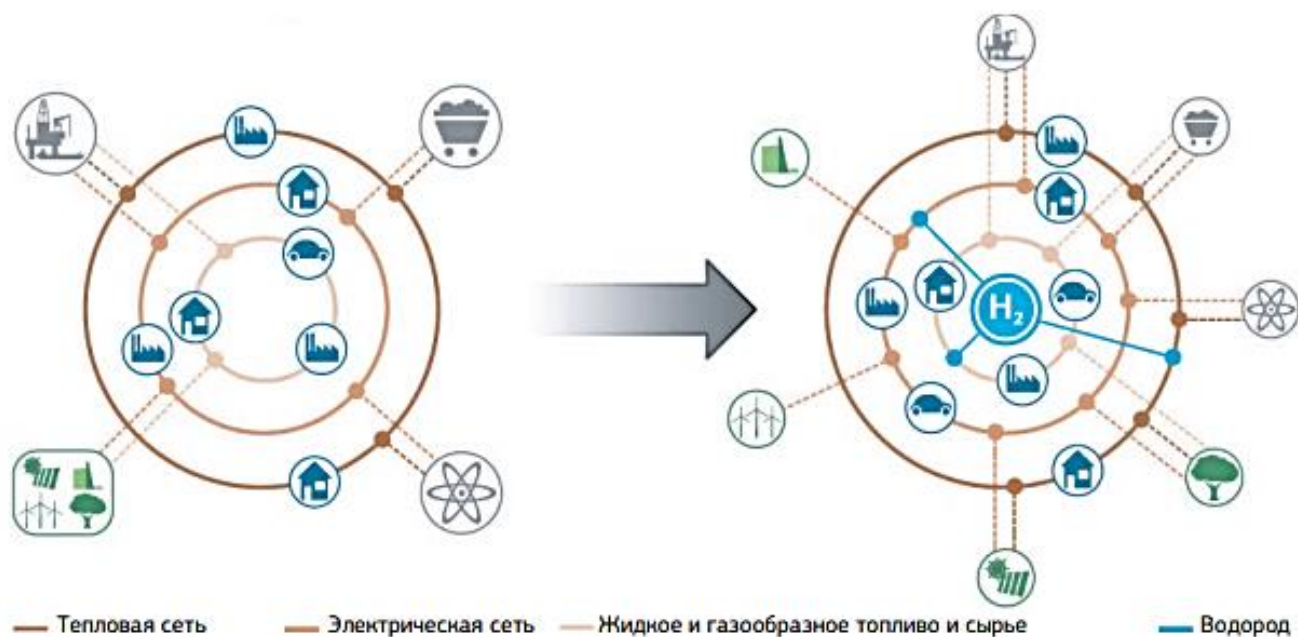 H₂
Тепловая сеть
Электрическая сеть
Жидкое и газообразное топливо и сырье
Водород